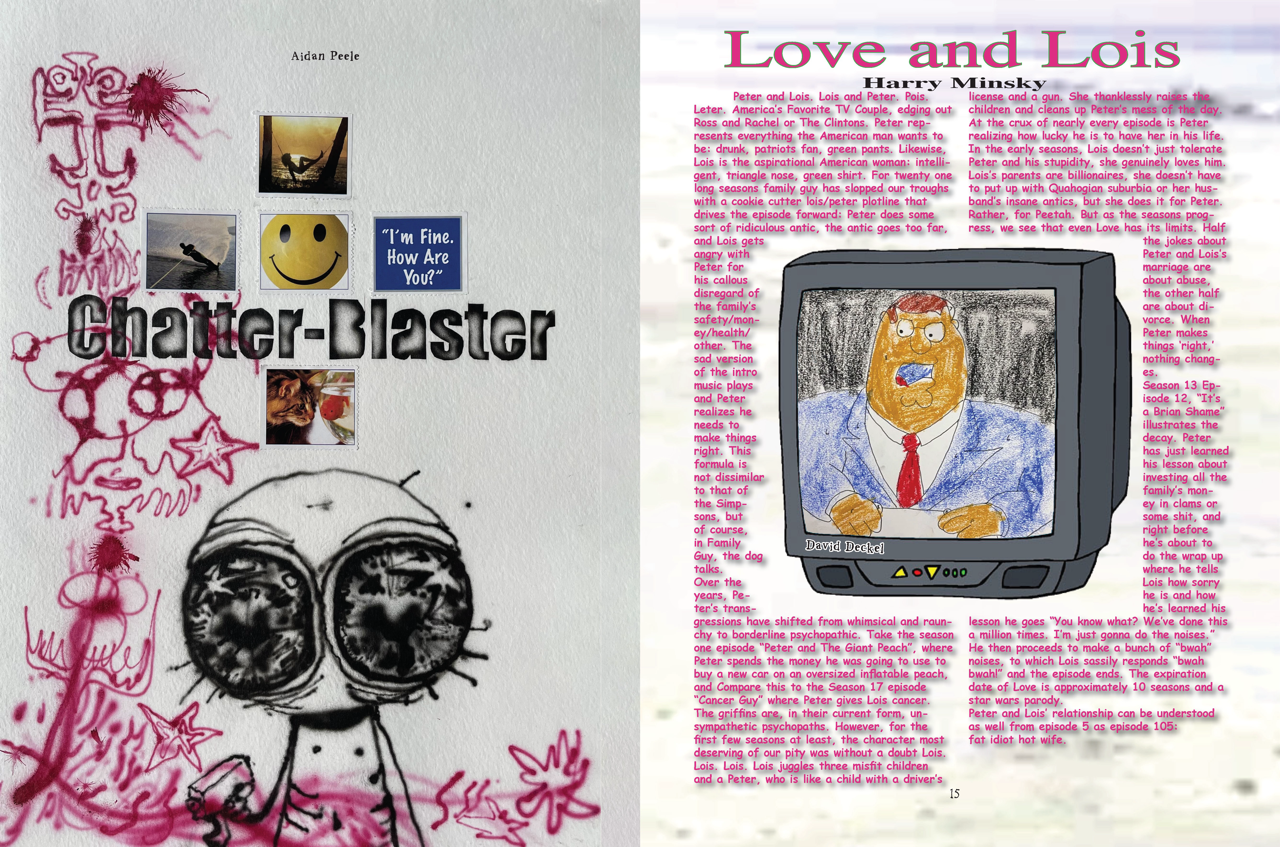 Aidan Peele
"I'm Fine.
How Are
You?"
Chatter-Blaster
Love and Lois
Harry Minsky
Peter and Lois. Lois and Peter. Pois.
Leter. America's Favorite TV Couple, edging out
Ross and Rachel or The Clintons. Peter rep-
resents everything the American man wants to
be: drunk, patriots fan, green pants. Likewise,
Lois is the aspirational American woman: intelli-
gent, triangle nose, green shirt. For twenty one
long seasons family guy has slopped our troughs
with a cookie cutter lois/peter plotline that
drives the episode forward: Peter does some
sort of ridiculous antic, the antic goes too far,
and Lois gets
angry with
Peter for
his callous
disregard of
the family's
safety/mon-
ey/health/
other. The
sad version
of the intro
music plays
and Peter
realizes he
needs to
make things
right. This
formula is
not dissimilar
to that of
the Simp-
sons, but
of course,
in Family
Guy, the dog
talks.
Over the
years, Pe-
ter's trans-
gressions have shifted from whimsical and raun-
chy to borderline psychopathic. Take the season
one episode "Peter and The Giant Peach", where
Peter spends the money he was going to use to
buy a new car on an oversized inflatable peach,
and Compare this to the Season 17 episode
"Cancer Guy" where Peter gives Lois cancer.
The griffins are, in their current form, un-
sympathetic psychopaths. However, for the
first few seasons at least, the character most
deserving of our pity was without a doubt Lois.
Lois. Lois. Lois juggles three misfit children
and a Peter, who is like a child with a driver's
license and a gun. She thanklessly raises the
children and cleans up Peter's mess of the day.
At the crux of nearly every episode is Peter
realizing how lucky he is to have her in his life.
In the early seasons, Lois doesn't just tolerate
Peter and his stupidity, she genuinely loves him.
Lois's parents are billionaires, she doesn't have
to put up with Quahogian suburbia or her hus-
band's insane antics, but she does it for Peter.
Rather, for Peetah. But as the seasons prog-
ress, we see that even Love has its limits. Half
the jokes about
Peter and Lois's
marriage are
about abuse,
the other half
are about di-
vorce. When
Peter makes
things 'right,'
nothing chang-
es.
Season 13 Ep-
isode 12, "It's
a Brian Shame"
illustrates the
decay. Peter
has just learned
his lesson about
investing all the
family's mon-
ey in clams or
some shit, and
right before
he's about to
do the wrap up
where he tells
Lois how sorry
he is and how
he's learned his
lesson he goes "You know what? We've done this
a million times. I'm just gonna do the noises."
He then proceeds to make a bunch of "bwah"
noises, to which Lois sassily responds "bwah
bwah!" and the episode ends. The expiration
date of Love is approximately 10 seasons and a
star wars parody.
Peter and Lois' relationship can be understood
as well from episode 5 as episode 105:
fat idiot hot wife.
David Deckel
15